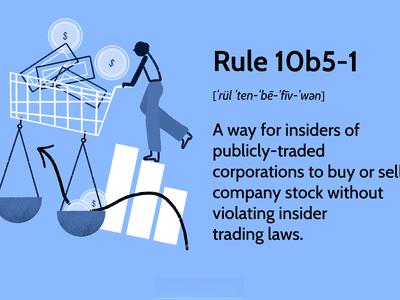 Rule 10b5-1
[ˈrül ˈten-ˈbē-ˈfīv-ˈwən]
A way for insiders of
publicly-traded
corporations to buy or sell
company stock without
violating insider
trading laws.
$
$
$